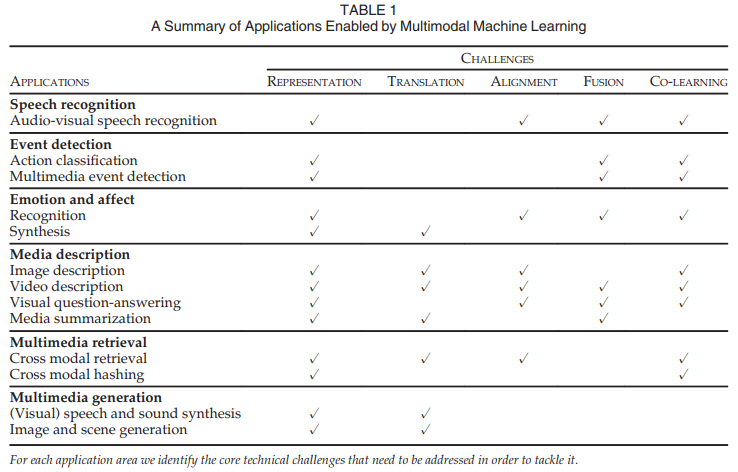 TABLE 1
A Summary of Applications Enabled by Multimodal Machine Learning
CHALLENGES
APPLICATIONS REPRESENTATION TRANSLATION ALIGNMENT FUSION CO-LEARNING
Speech recognition
Audio-visual speech recognition ✓ ✓ ✓ ✓
Event detection
Action classification ✓ ✓ ✓
Multimedia event detection ✓ ✓ ✓
Emotion and affect
Recognition ✓ ✓ ✓ ✓
Synthesis ✓ ✓
Media description
Image description ✓ ✓ ✓ ✓
Video description ✓ ✓ ✓ ✓ ✓
Visual question-answering ✓ ✓ ✓ ✓
Media summarization ✓ ✓ ✓
Multimedia retrieval
Cross modal retrieval ✓ ✓ ✓ ✓
Cross modal hashing ✓ ✓
Multimedia generation
(Visual) speech and sound synthesis ✓ ✓
Image and scene generation ✓ ✓
For each application area we identify the core technical challenges that need to be addressed in order to tackle it.